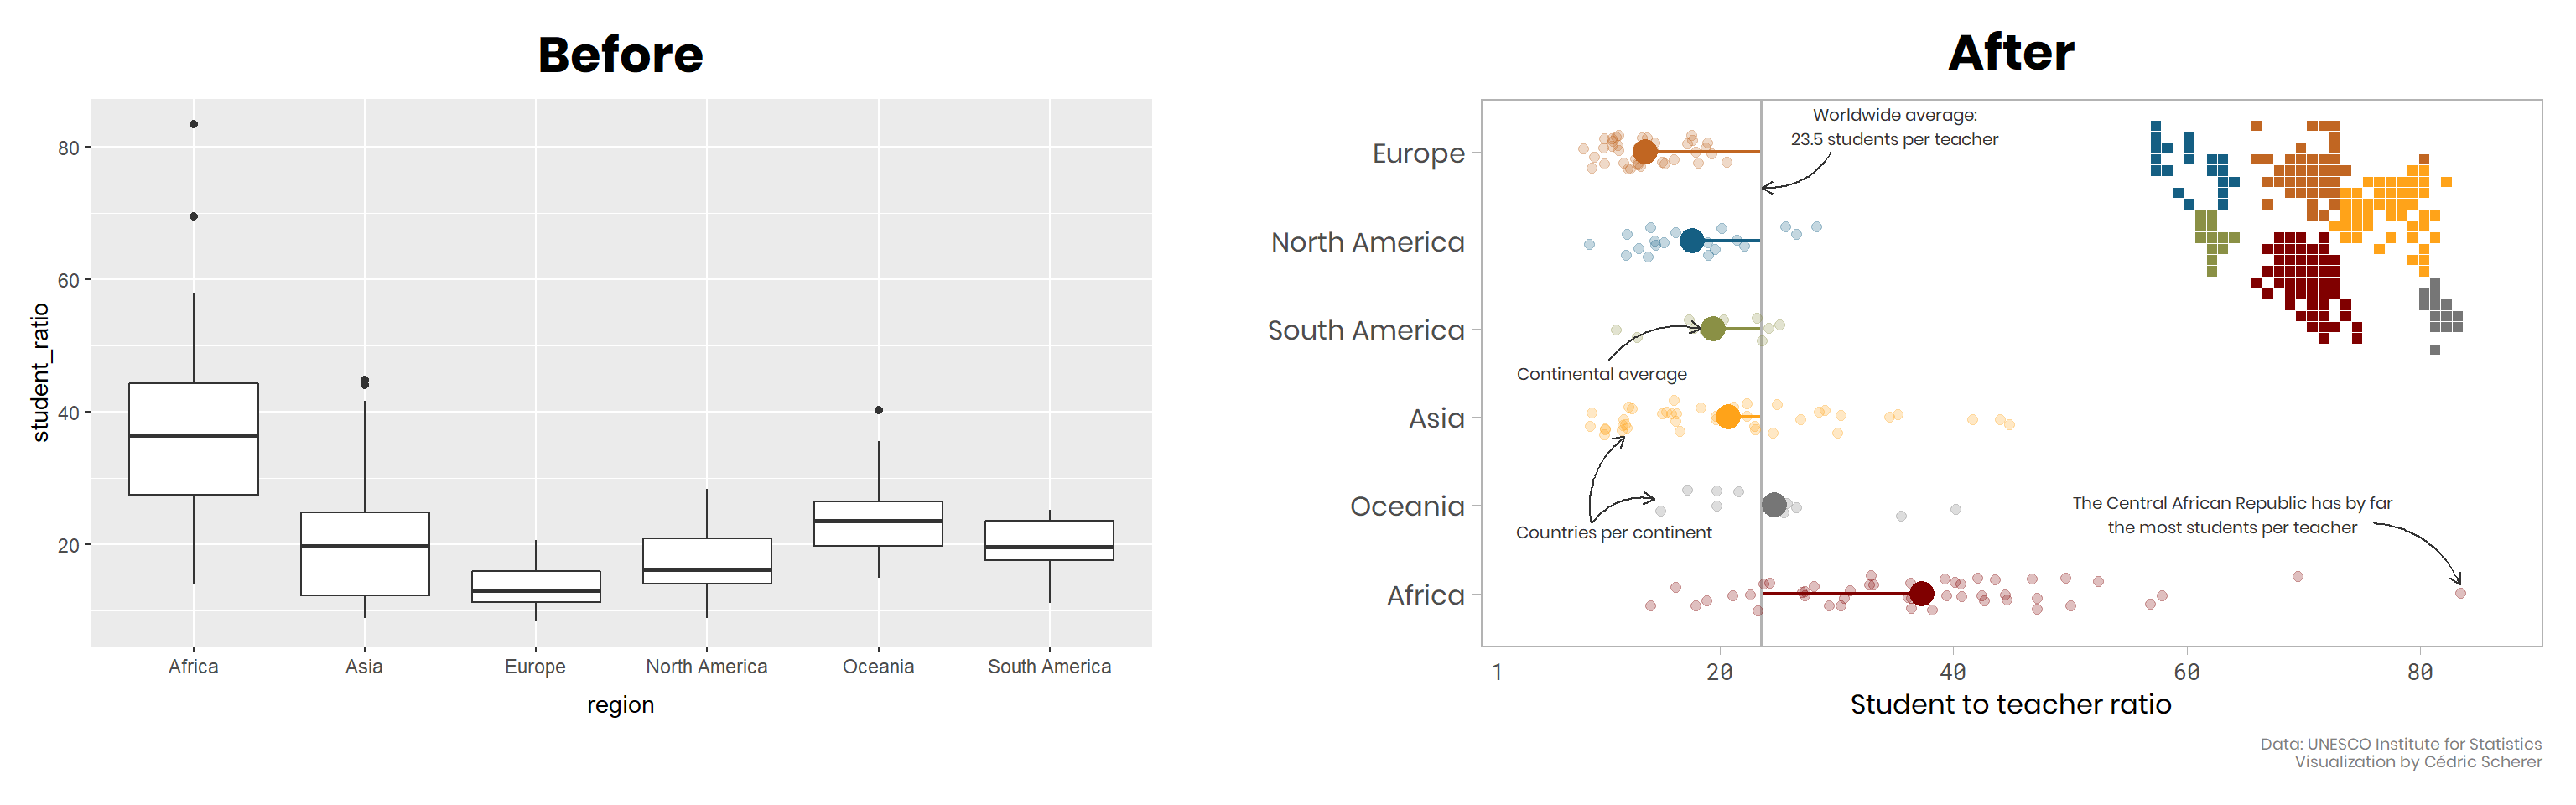 Before
student_ratio
80
60
40
20
Africa
Asia
Europe
North America
Oceania
South America
region
After
Europe
North America
South America
Asia
Oceania
Africa
Worldwide average:
23.5 students per teacher
Continental average
Countries per continent
The Central African Republic has by far
the most students per teacher
1
20
40
60
80
Student to teacher ratio
Data: UNESCO Institute for Statistics
Visualization by Cédric Scherer